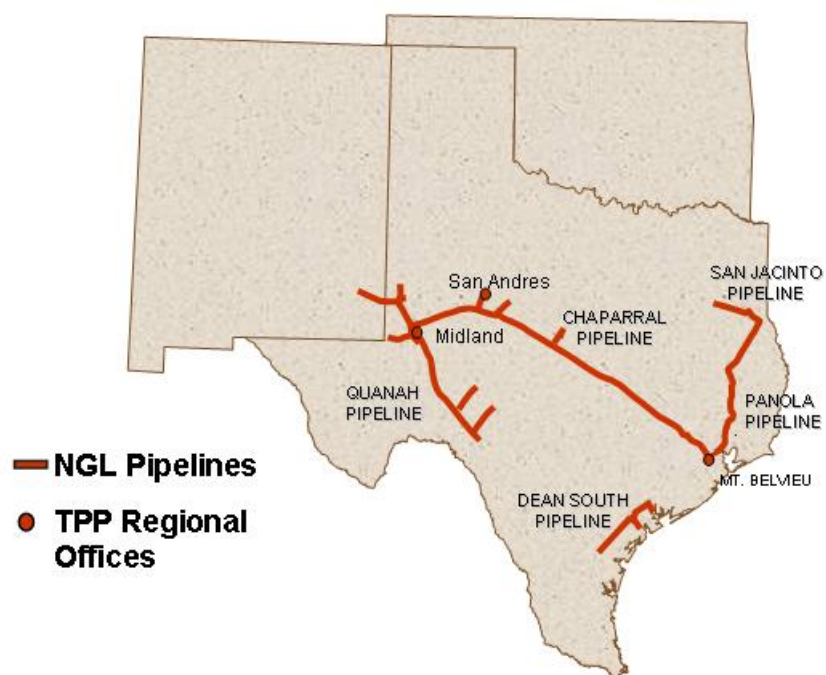 San Andres
Midland
SAN JACINTO
PIPELINE
CHAPARRAL
PIPELINE
QUANAH
PIPELINE
PANOLA
PIPELINE
MT. BELVIEU
DEAN SOUTH
PIPELINE
NGL Pipelines
TPP Regional
Offices